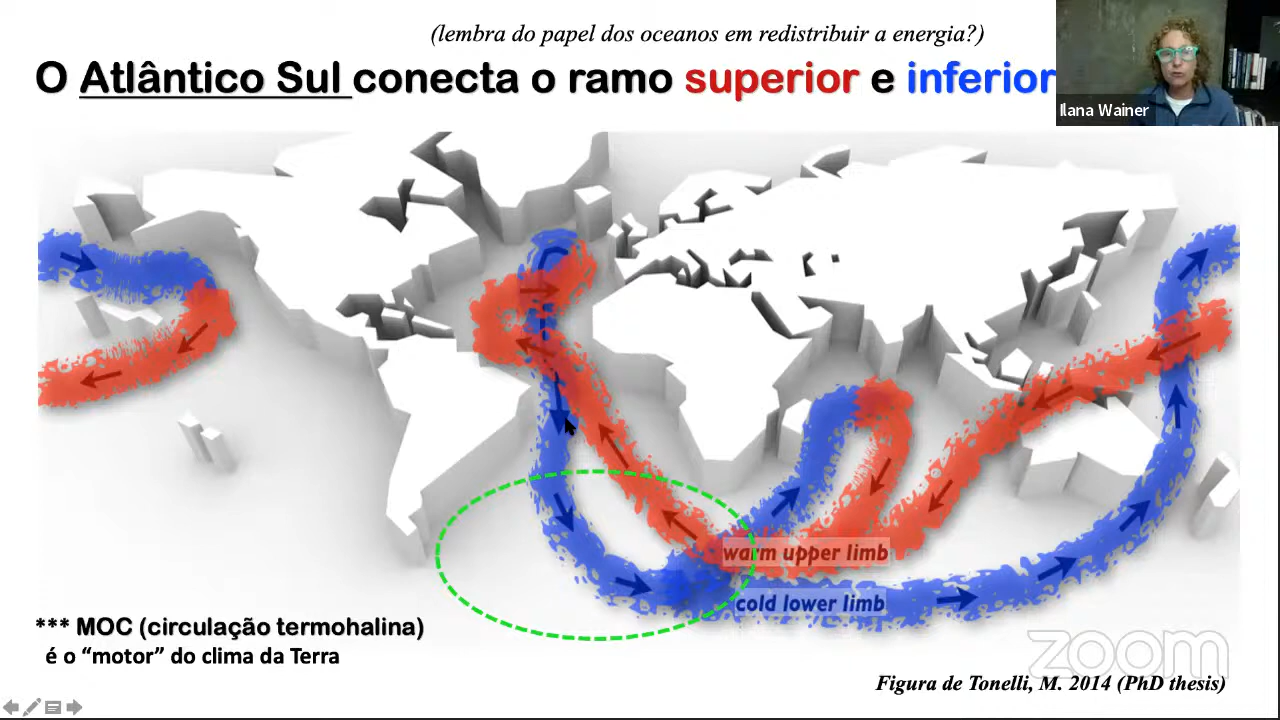 (lembra do papel dos oceanos em redistribuir a energia?)
O Atlântico Sul conecta o ramo superior e inferior
Ilana Wainer
warm upper limb
cold lower limb
*** MOC (circulação termohalina)
é o “motor” do clima da Terra
zoom
Figura de Tonelli, M. 2014 (PhD thesis)